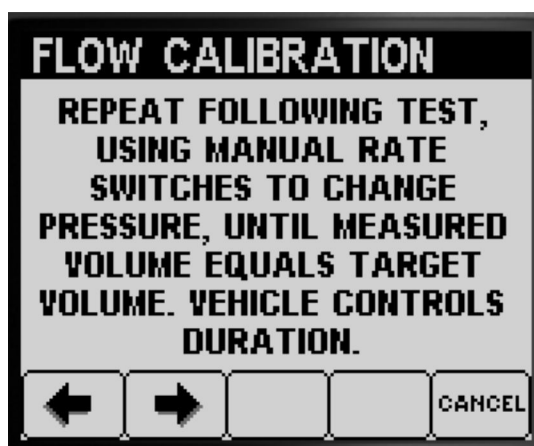 FLOW CALIBRATION
REPEAT FOLLOWING TEST,
USING MANUAL RATE
SWITCHES TO CHANGE
PRESSURE, UNTIL MEASURED
VOLUME EQUALS TARGET
VOLUME. VEHICLE CONTROLS
DURATION.
CANCEL